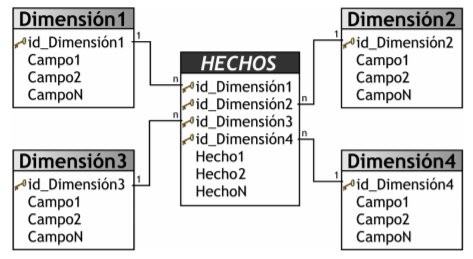 Dimensión1
id_Dimensión1
Campo1
Campo2
CampoN
1
n
HECHOS
id_Dimensión1
id_Dimensión2
id_Dimensión3
id_Dimensión4
Hecho1
Hecho2
HechoN
n
n
n
Dimensión2
1
id_Dimensión2
Campo1
Campo2
CampoN
Dimensión3
id_Dimensión3
1
Campo1
Campo2
CampoN
Dimensión4
1
id_Dimensión4
Campo1
Campo2
CampoN